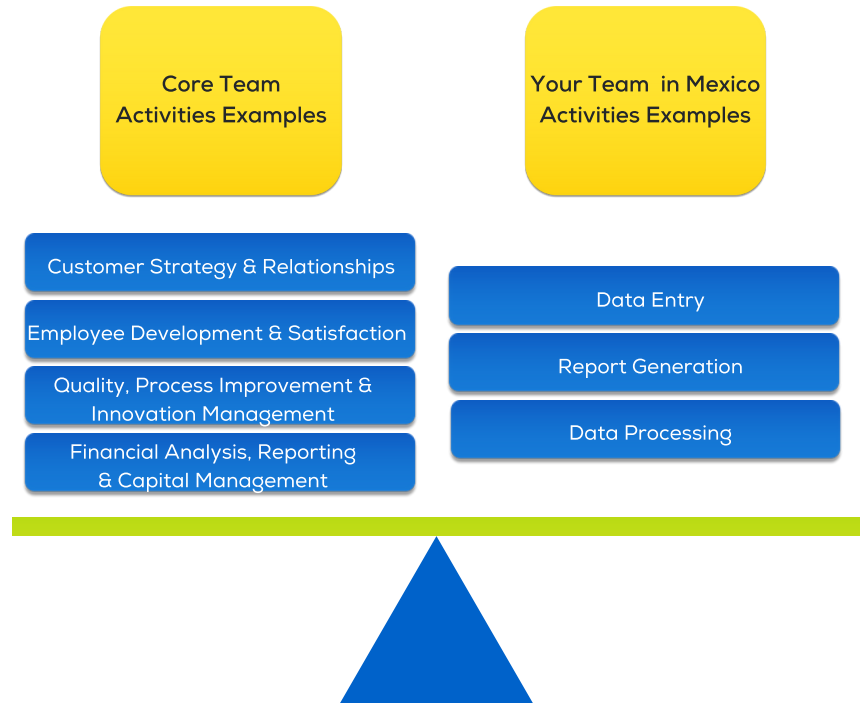 Core Team
Activities Examples
Your Team in Mexico
Activities Examples
Customer Strategy & Relationships
Employee Development & Satisfaction
Quality, Process Improvement &
Innovation Management
Financial Analysis, Reporting
& Capital Management
Data Entry
Report Generation
Data Processing